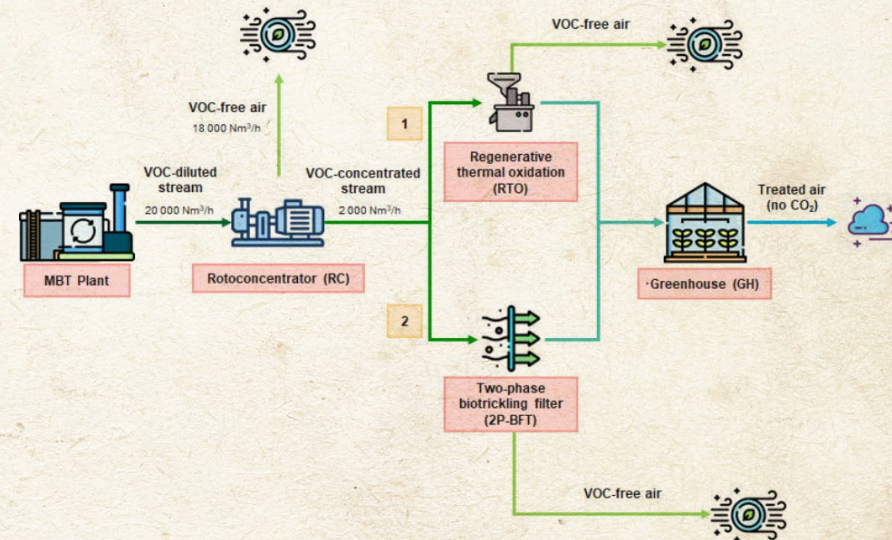 VOC-free air
VOC-free air
18 000 Nm³/h
1
VOC-diluted
stream
20 000 Nm³/h
VOC-concentrated
stream
2 000 Nm³/h
Regenerative
thermal oxidation
(RTO)
Treated air
(no CO₂)
MBT Plant
Rotoconcentrator (RC)
·Greenhouse (GH)
2
Two-phase
biotrickling filter
(2P-BFT)
VOC-free air